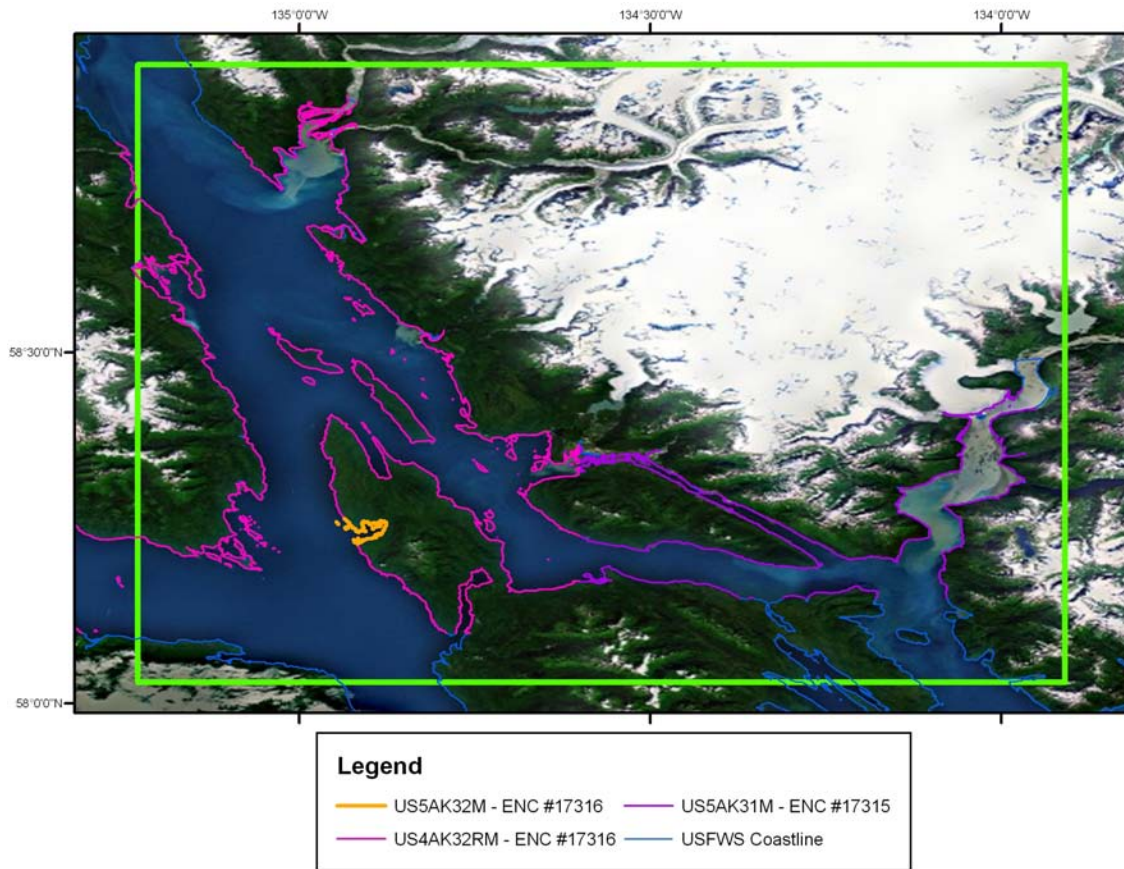 135°0'0"W
134°30'0"W
134°0'0"W
58°30'0"N
58°0'0"N
Legend
US5AK32M - ENC #17316
US5AK31M - ENC #17315
US4AK32RM - ENC #17316
USFWS Coastline